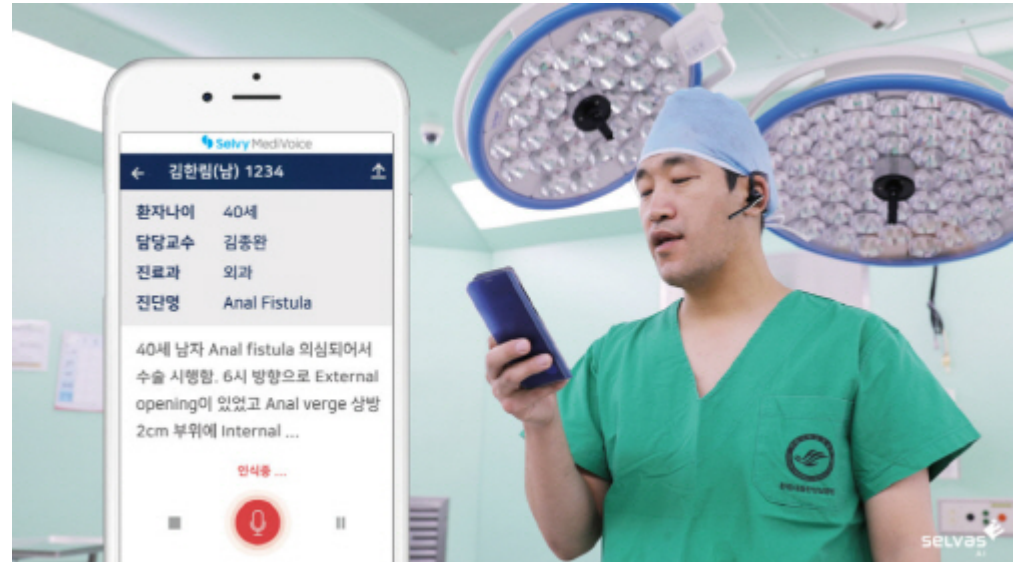 Selvy MediVoice
김한림(남) 1234
환자나이 40세
담당교수 김종완
진료과 외과
진단명 Anal Fistula
40세 남자 Anal fistula 의심되어서
수술 시행함. 6시 방향으로 External
opening이 있었고 Anal verge 상방
2cm 부위에 Internal ...
인식중 ...
SELVAS
AI